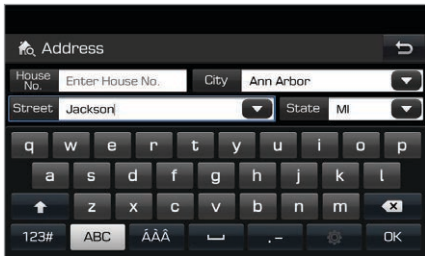 Address
House No. Enter House No. City Ann Arbor
Street Jackson State MI
q w e r t y u i o p
a s d f g h j k l
z x c v b n m
123# ABC ÁÀÂ .– OK